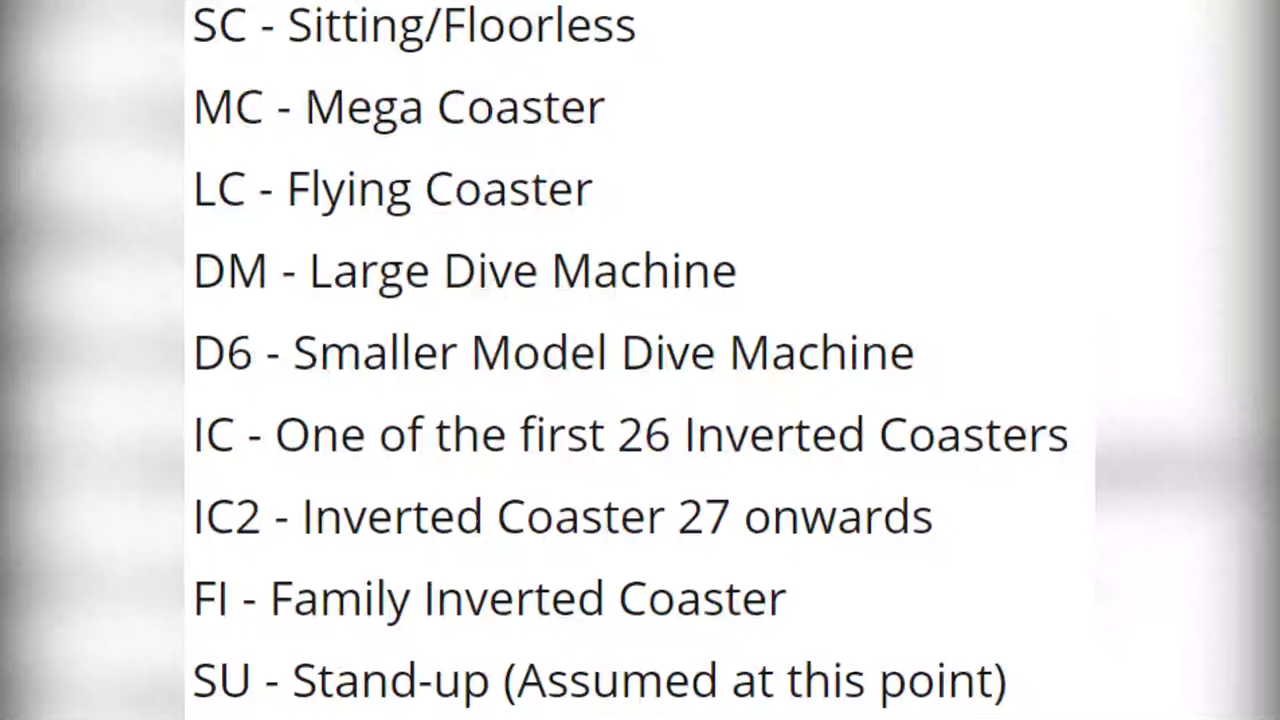 SC - Sitting/Floorless
MC - Mega Coaster
LC - Flying Coaster
DM - Large Dive Machine
D6 - Smaller Model Dive Machine
IC - One of the first 26 Inverted Coasters
IC2 - Inverted Coaster 27 onwards
FI - Family Inverted Coaster
SU - Stand-up (Assumed at this point)